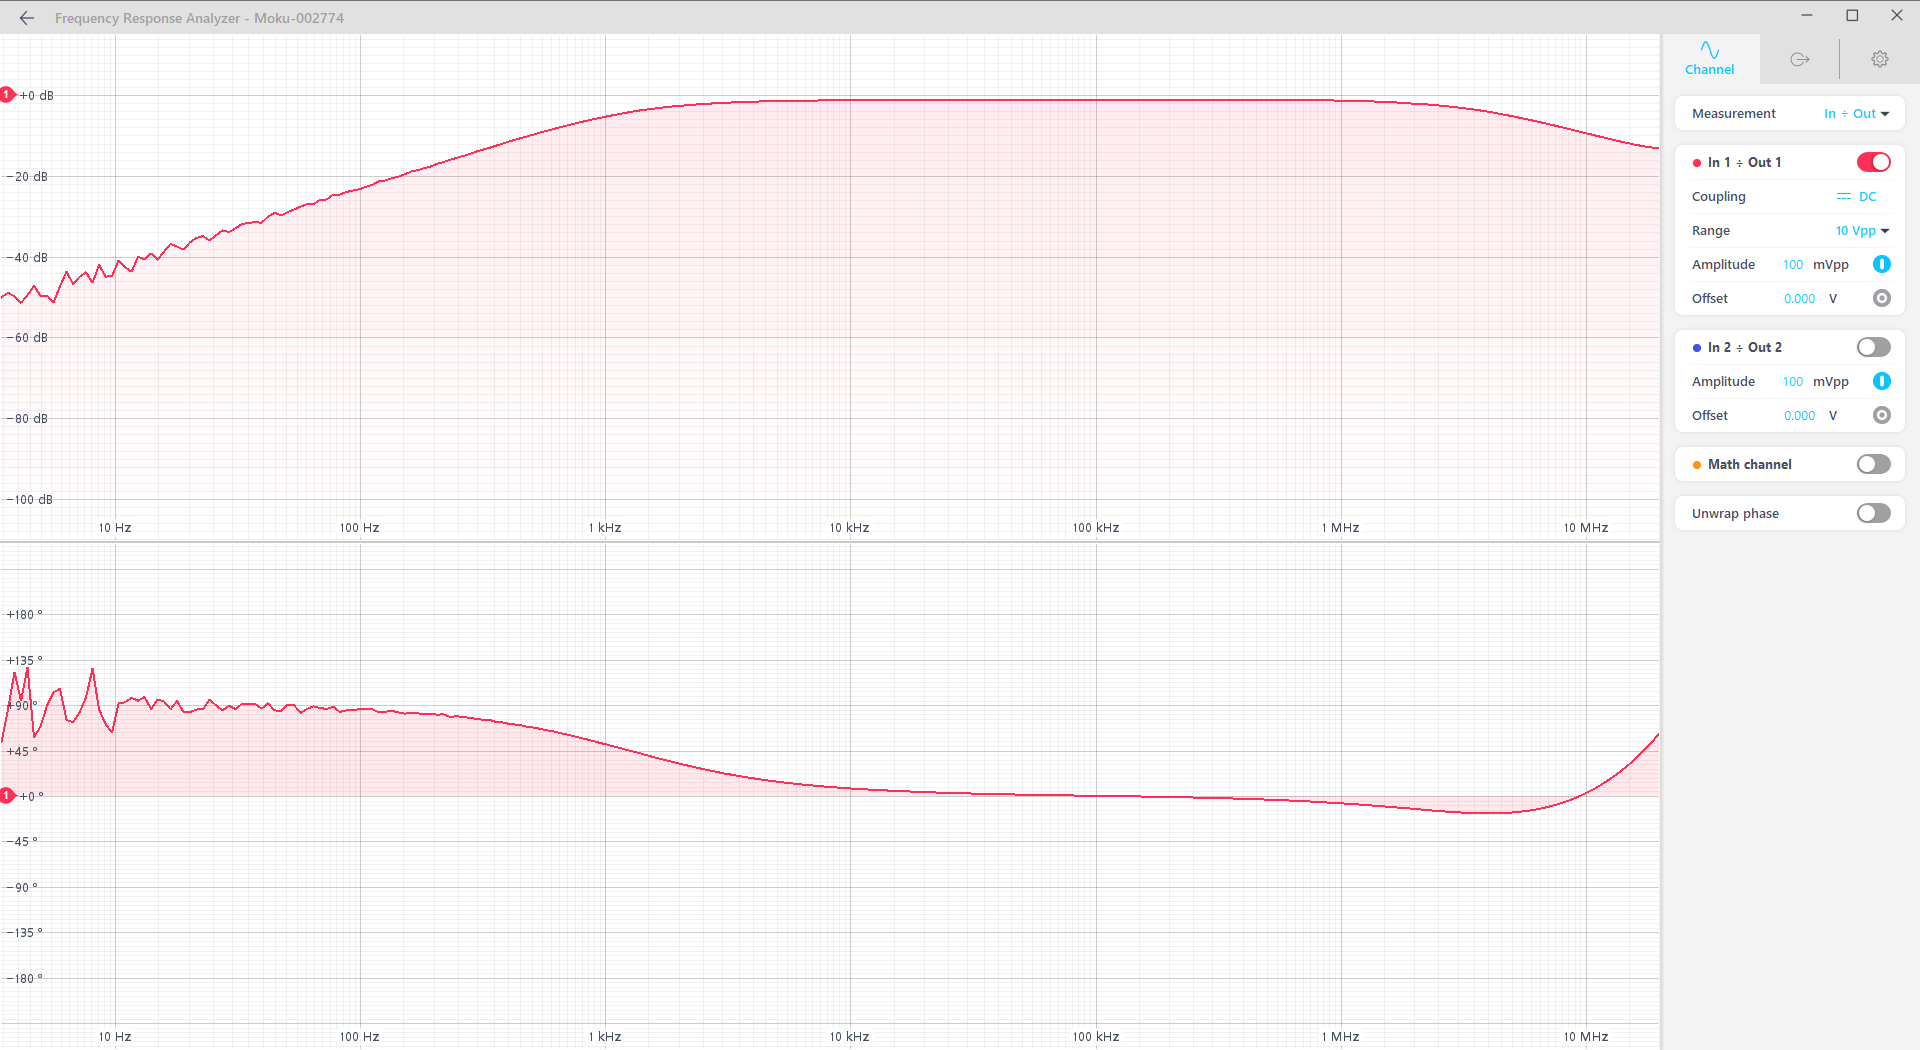 Frequency Response Analyzer - Moku-002774
Channel
1
+0 dB
−20 dB
−40 dB
−60 dB
−80 dB
−100 dB
10 Hz 100 Hz 1 kHz 10 kHz 100 kHz 1 MHz 10 MHz
+180 °
+135 °
+90 °
+45 °
1
+0 °
−45 °
−90 °
−135 °
−180 °
10 Hz 100 Hz 1 kHz 10 kHz 100 kHz 1 MHz 10 MHz
Measurement In ÷ Out
In 1 ÷ Out 1
Coupling DC
Range 10 Vpp
Amplitude 100 mVpp
Offset 0.000 V
In 2 ÷ Out 2
Amplitude 100 mVpp
Offset 0.000 V
Math channel
Unwrap phase